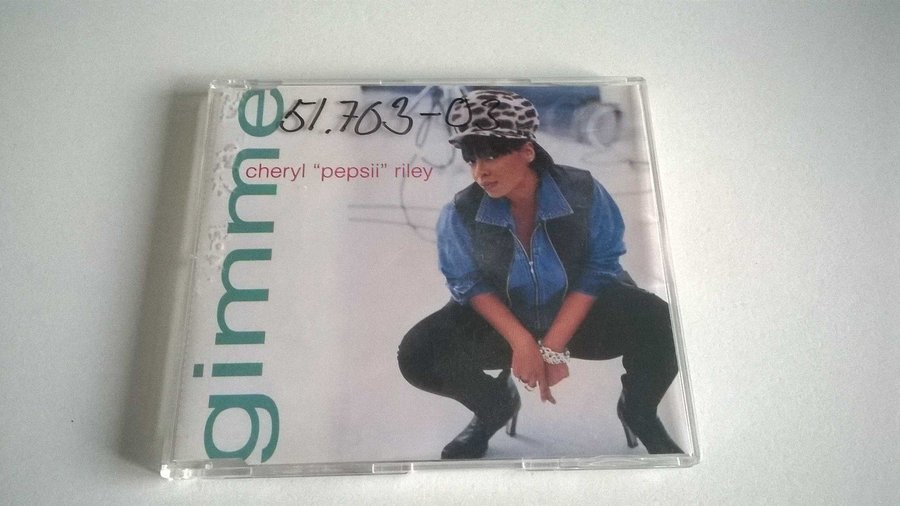 gimme
51.763-03
cheryl "pepsii" riley